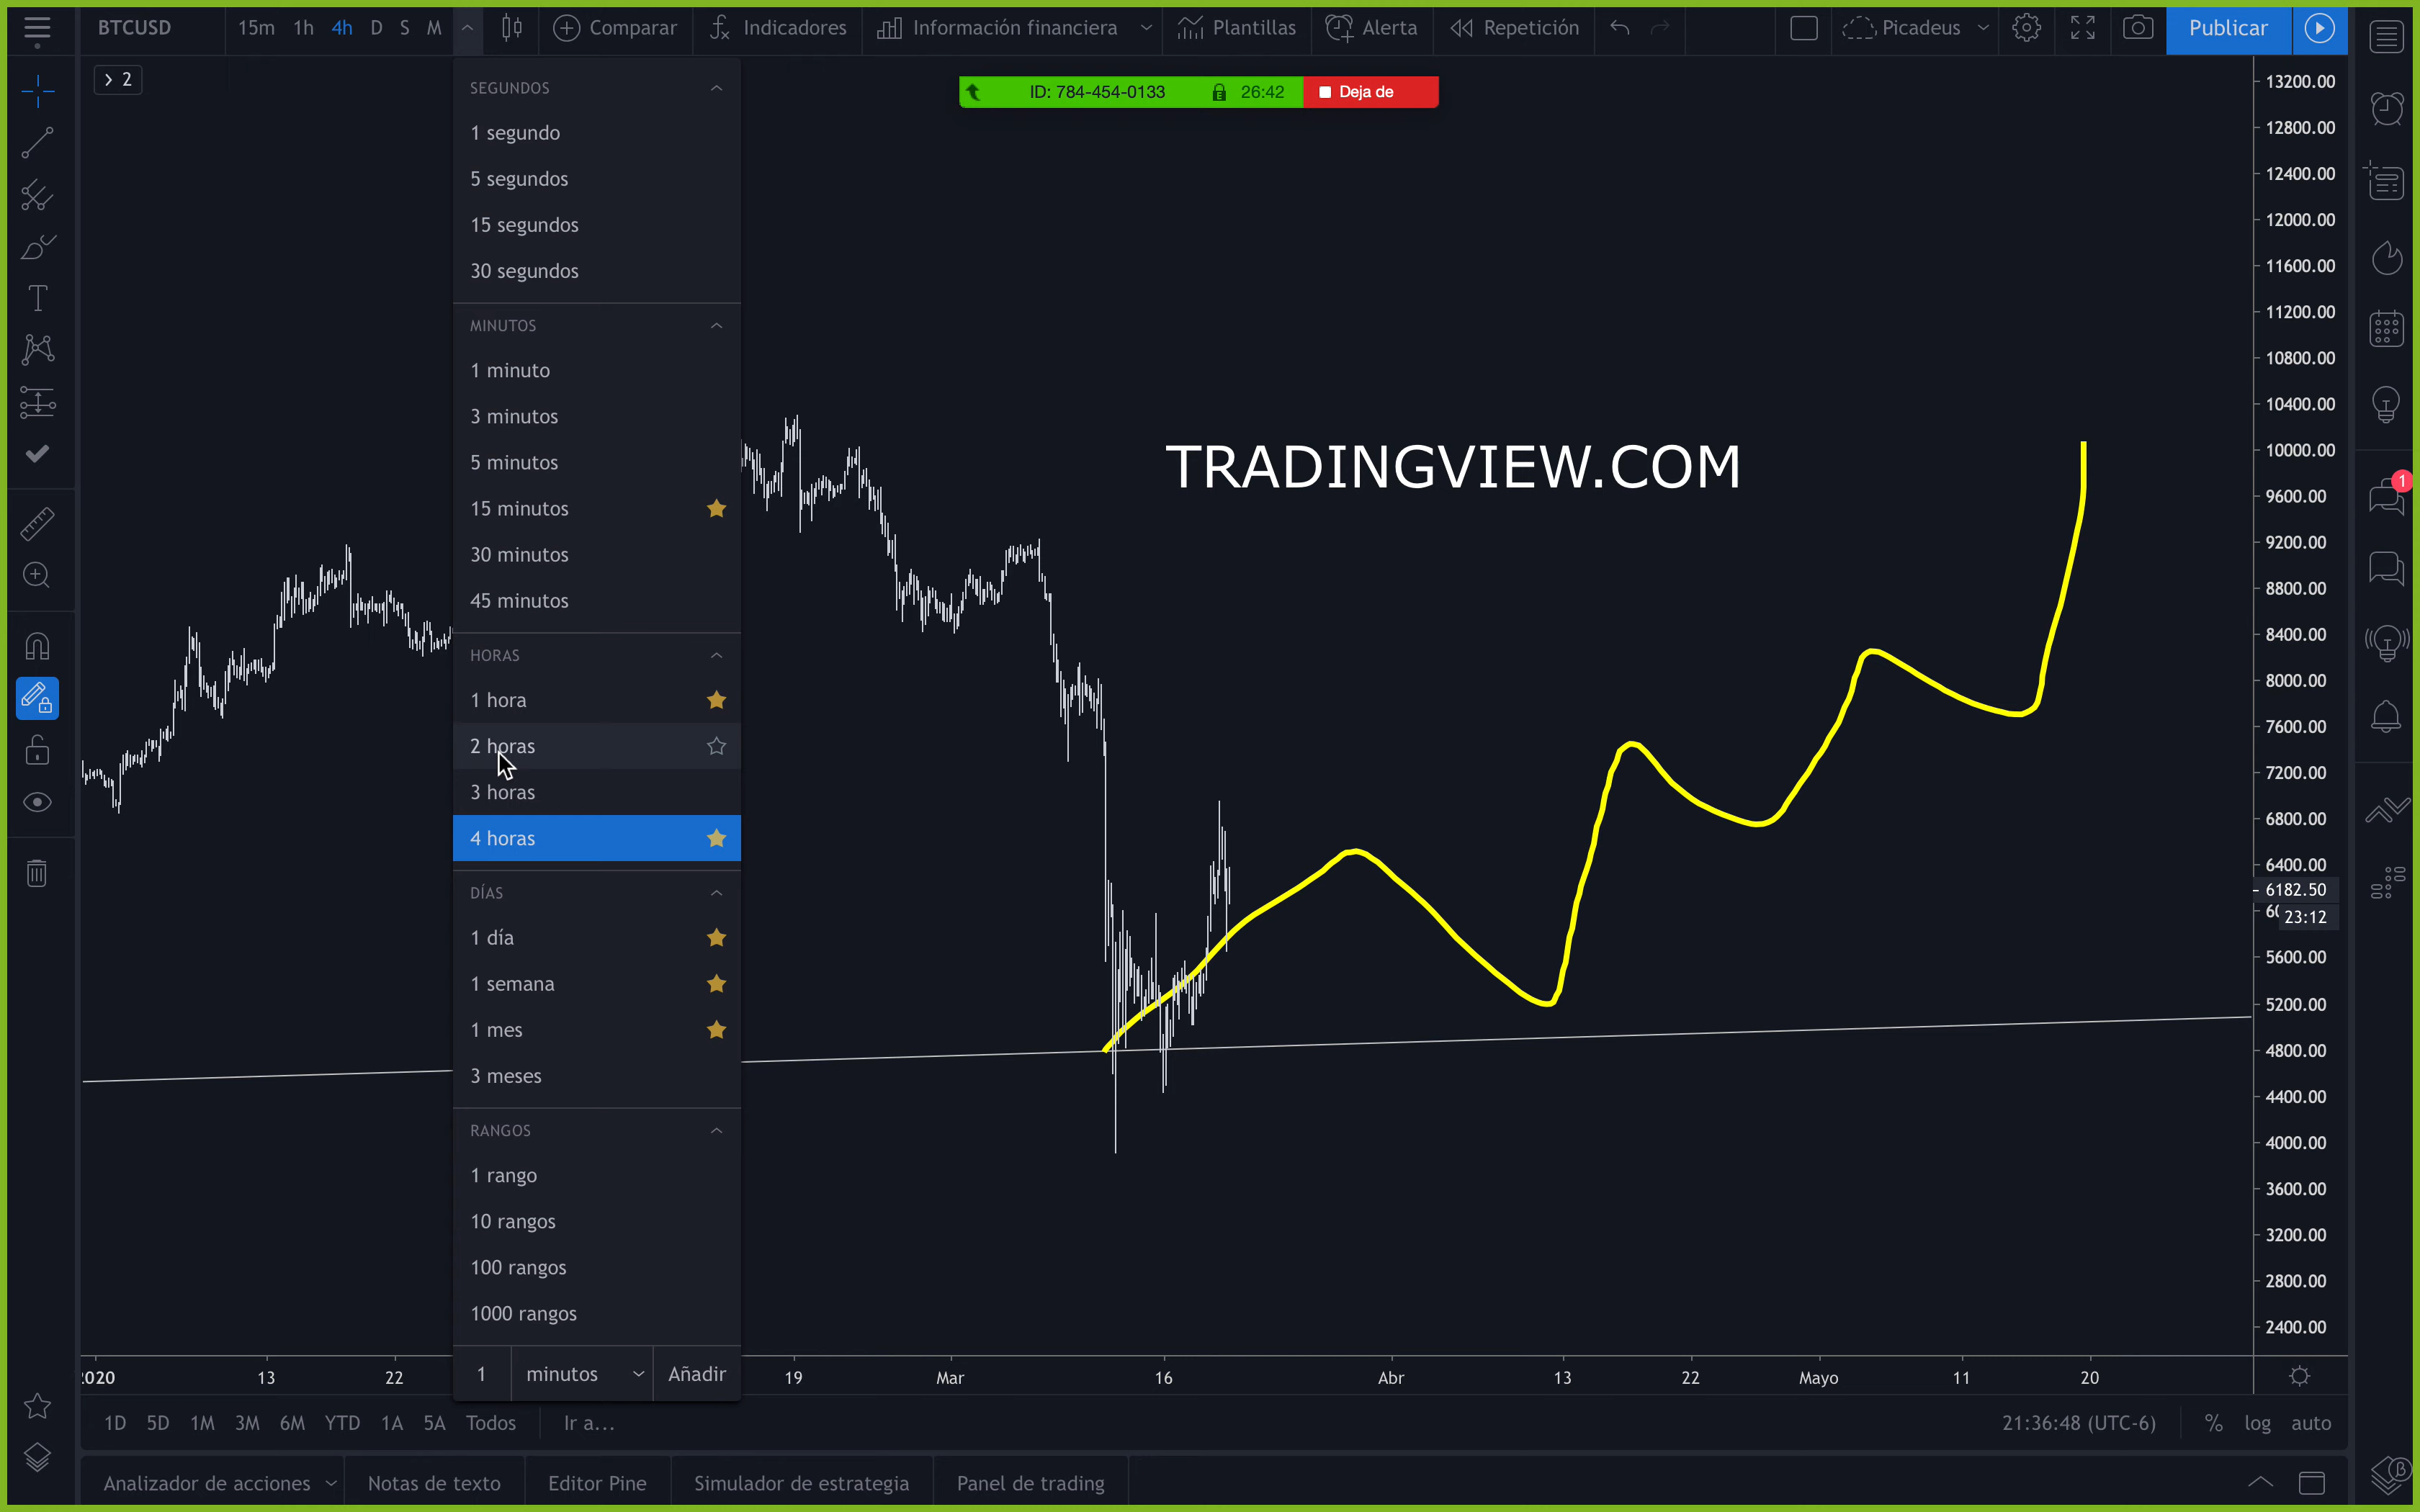 BTCUSD 15m 1h 4h D S M Comparar Indicadores Información financiera Plantillas Alerta Repetición Picadeus Publicar
2
ID: 784-454-0133 26:42 Deja de
SEGUNDOS
1 segundo
5 segundos
15 segundos
30 segundos
MINUTOS
1 minuto
3 minutos
5 minutos
15 minutos
30 minutos
45 minutos
HORAS
1 hora
2 horas
3 horas
4 horas
DÍAS
1 día
1 semana
1 mes
3 meses
RANGOS
1 rango
10 rangos
100 rangos
1000 rangos
1 minutos Añadir
TRADINGVIEW.COM
13200.00
12800.00
12400.00
12000.00
11600.00
11200.00
10800.00
10400.00
10000.00
9600.00
9200.00
8800.00
8400.00
8000.00
7600.00
7200.00
6800.00
6400.00
6182.50
23:12
5600.00
5200.00
4800.00
4400.00
4000.00
3600.00
3200.00
2800.00
2400.00
1
β
13 22 19 Mar 16 Abr 13 22 Mayo 11 20
1D 5D 1M 3M 6M YTD 1A 5A Todos Ir a... 21:36:48 (UTC-6) % log auto
Analizador de acciones Notas de texto Editor Pine Simulador de estrategia Panel de trading